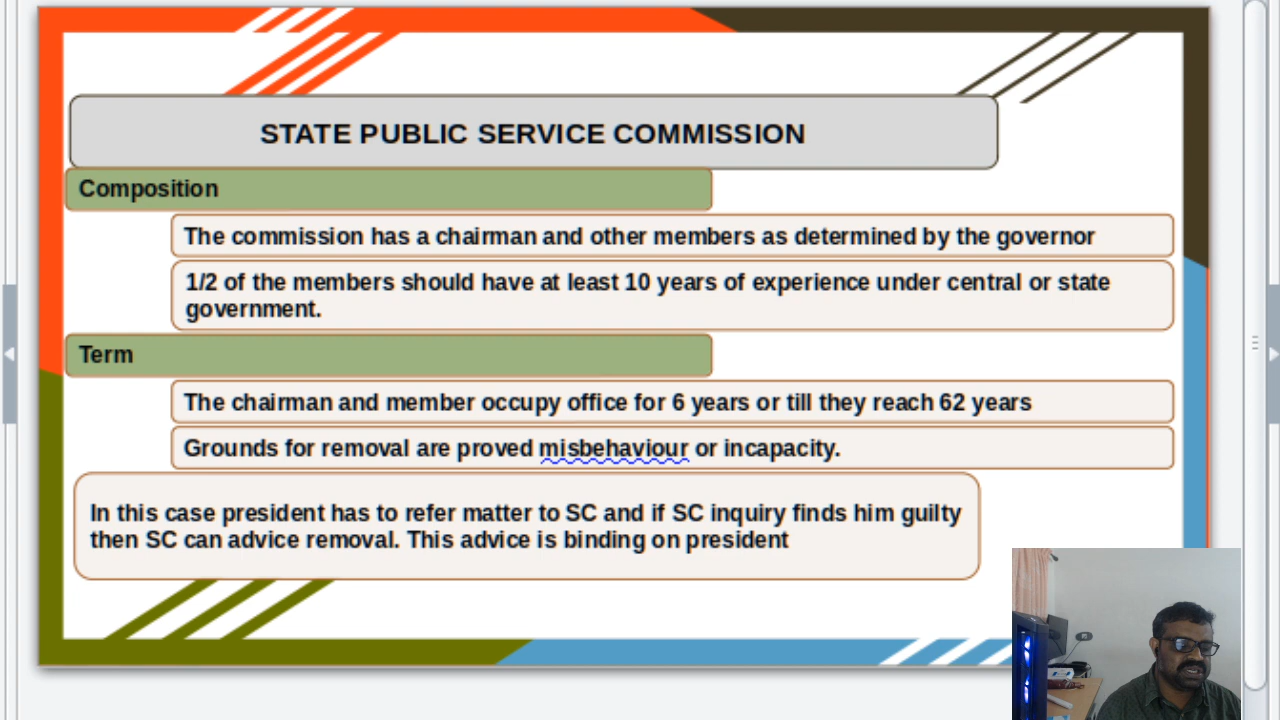 STATE PUBLIC SERVICE COMMISSION
Composition
The commission has a chairman and other members as determined by the governor
1/2 of the members should have at least 10 years of experience under central or state
government.
Term
The chairman and member occupy office for 6 years or till they reach 62 years
Grounds for removal are proved misbehaviour or incapacity.
In this case president has to refer matter to SC and if SC inquiry finds him guilty
then SC can advice removal. This advice is binding on president